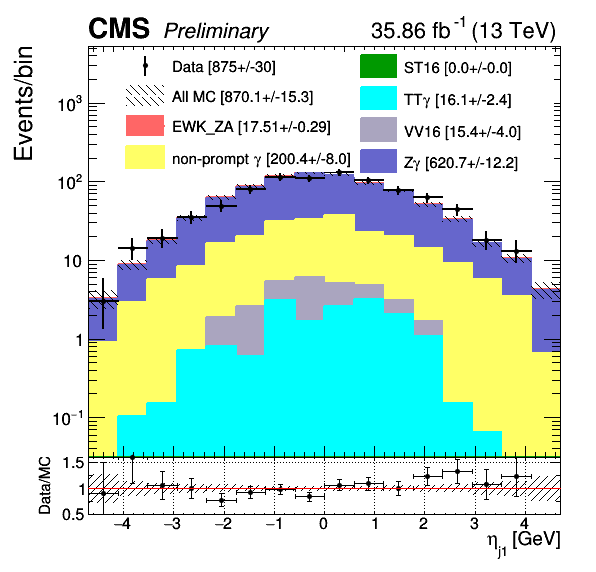 CMS Preliminary 35.86 fb⁻¹ (13 TeV)
Events/bin
Data [875+/-30]
All MC [870.1+/-15.3]
EWK_ZA [17.51+/-0.29]
non-prompt γ [200.4+/-8.0]
ST16 [0.0+/-0.0]
TTγ [16.1+/-2.4]
VV16 [15.4+/-4.0]
Zγ [620.7+/-12.2]
10³
10²
10
1
10⁻¹
Data/MC
1.5
1
0.5
−4 −3 −2 −1 0 1 2 3 4
η_j1 [GeV]